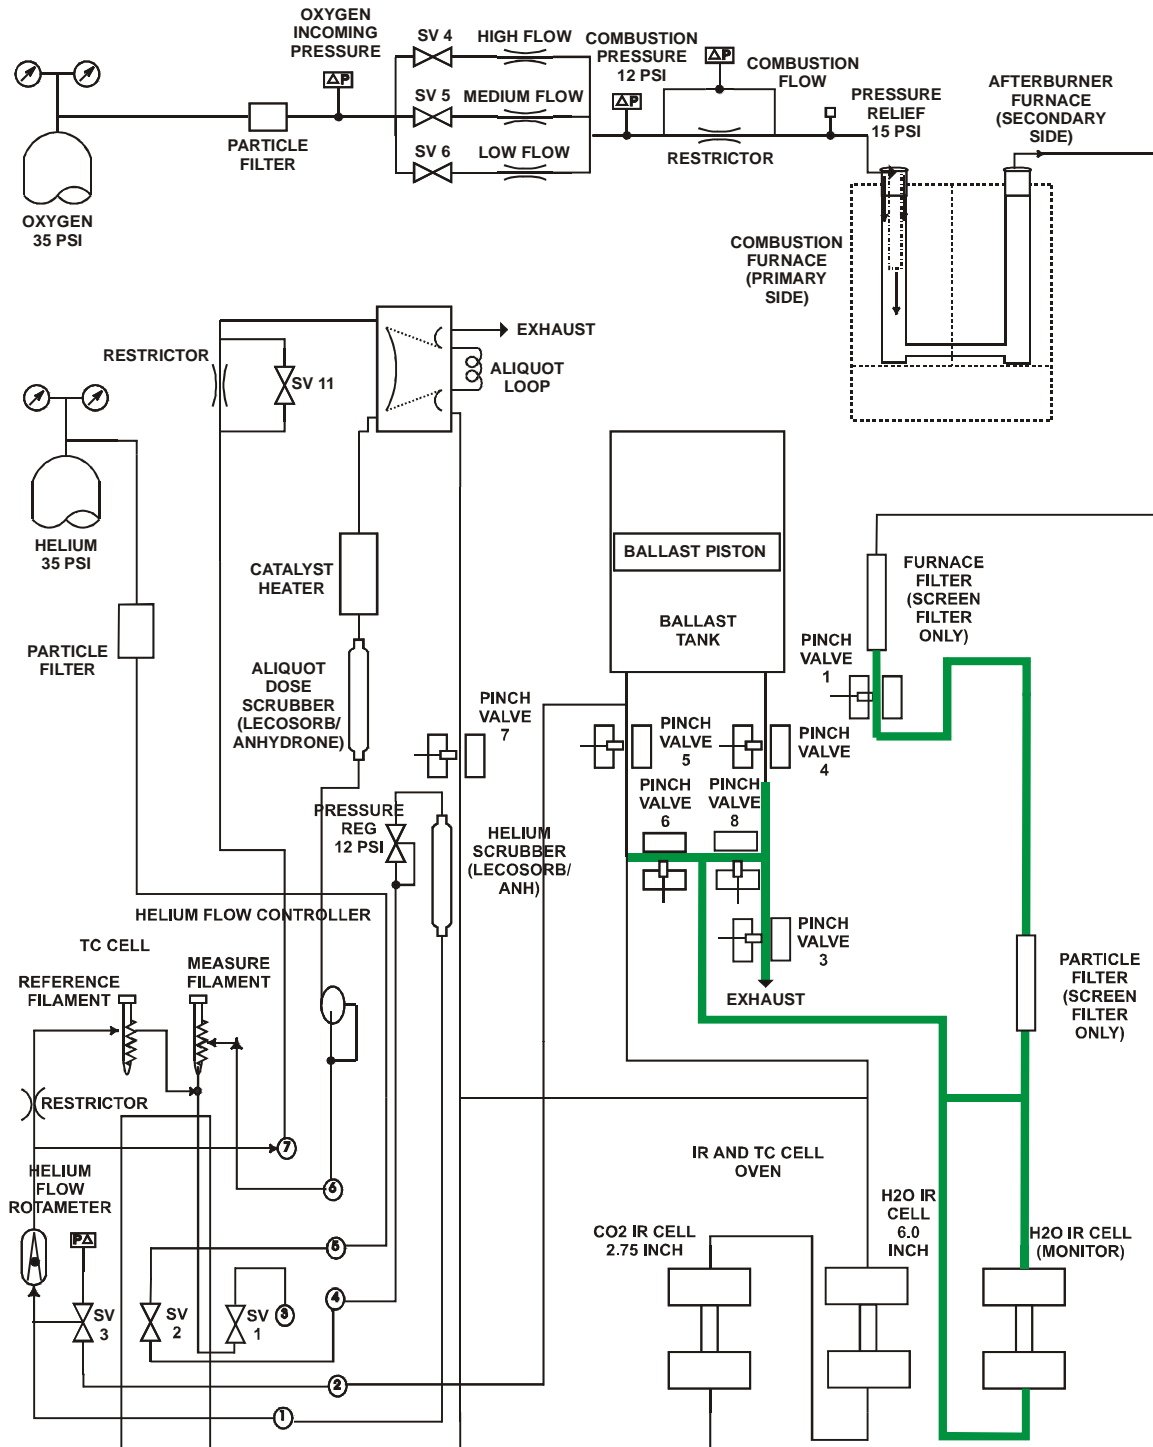 OXYGEN
INCOMING
PRESSURE
SV 4
HIGH FLOW
COMBUSTION
PRESSURE
12 PSI
△P
COMBUSTION
FLOW
△P
△P
SV 5
MEDIUM FLOW
PARTICLE
FILTER
SV 6
LOW FLOW
RESTRICTOR
PRESSURE
RELIEF
15 PSI
AFTERBURNER
FURNACE
(SECONDARY
SIDE)
OXYGEN
35 PSI
COMBUSTION
FURNACE
(PRIMARY
SIDE)
RESTRICTOR
SV 11
EXHAUST
ALIQUOT
LOOP
HELIUM
35 PSI
CATALYST
HEATER
BALLAST PISTON
BALLAST
TANK
FURNACE
FILTER
(SCREEN
FILTER
ONLY)
PARTICLE
FILTER
ALIQUOT
DOSE
SCRUBBER
(LECOSORB/
ANHYDRONE)
PINCH
VALVE
7
PINCH
VALVE
1
PINCH
VALVE
5
PINCH
VALVE
4
PINCH
VALVE
6
PINCH
VALVE
8
PRESSURE
REG
12 PSI
HELIUM
SCRUBBER
(LECOSORB/
ANH)
HELIUM FLOW CONTROLLER
PINCH
VALVE
3
EXHAUST
TC CELL
REFERENCE
FILAMENT
MEASURE
FILAMENT
PARTICLE
FILTER
(SCREEN
FILTER
ONLY)
RESTRICTOR
7
HELIUM
FLOW
ROTAMETER
6
IR AND TC CELL
OVEN
P△
5
CO2 IR CELL
2.75 INCH
H2O IR
CELL
6.0
INCH
H2O IR CELL
(MONITOR)
SV
3
SV
2
SV
1
3
4
2
1